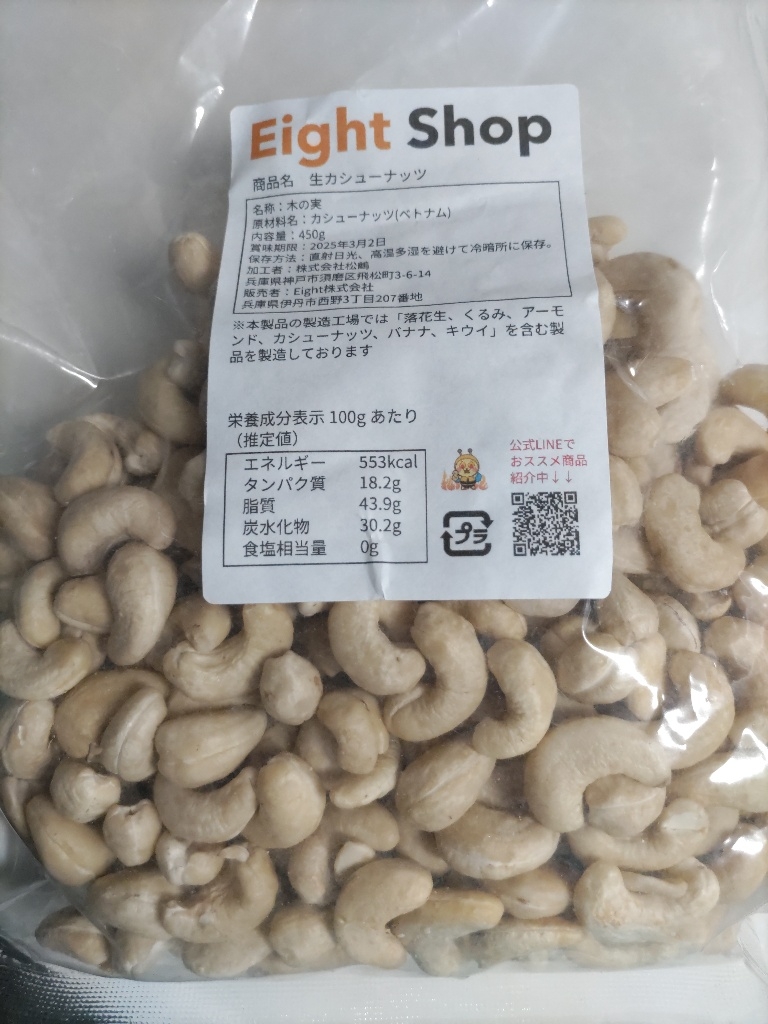 Eight Shop
商品名 生カシューナッツ
名称：木の実
原材料名：カシューナッツ(ベトナム)
内容量：450g
賞味期限：2025年3月2日
保存方法：直射日光、高温多湿を避けて冷暗所に保存。
加工者：株式会社松鶴
兵庫県神戸市須磨区飛松町3-6-14
販売者：Eight株式会社
兵庫県伊丹市西野3丁目207番地
※本製品の製造工場では「落花生、くるみ、アーモ
ンド、カシューナッツ、バナナ、キウイ」を含む製
品を製造しております
栄養成分表示 100g あたり
（推定値）
エネルギー 553kcal
タンパク質 18.2g
脂質 43.9g
炭水化物 30.2g
食塩相当量 0g
公式LINEで
おススメ商品
紹介中↓↓
プラ